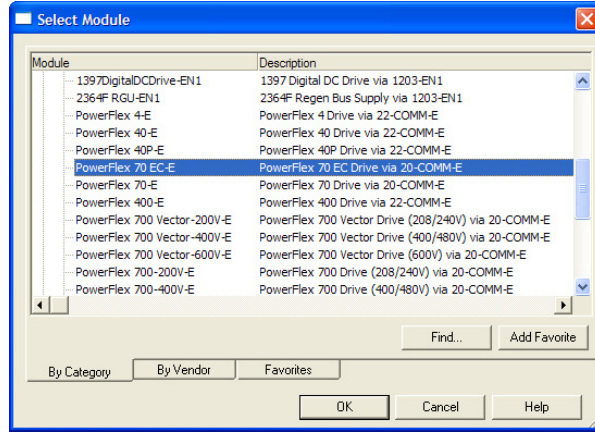 Select Module
Module Description
1397DigitalDCDrive-EN1 1397 Digital DC Drive via 1203-EN1
2364F RGU-EN1 2364F Regen Bus Supply via 1203-EN1
PowerFlex 4-E PowerFlex 4 Drive via 22-COMM-E
PowerFlex 40-E PowerFlex 40 Drive via 22-COMM-E
PowerFlex 40P-E PowerFlex 40P Drive via 22-COMM-E
PowerFlex 70 EC-E PowerFlex 70 EC Drive via 20-COMM-E
PowerFlex 70-E PowerFlex 70 Drive via 20-COMM-E
PowerFlex 400-E PowerFlex 400 Drive via 22-COMM-E
PowerFlex 700 Vector-200V-E PowerFlex 700 Vector Drive (208/240V) via 20-COMM-E
PowerFlex 700 Vector-400V-E PowerFlex 700 Vector Drive (400/480V) via 20-COMM-E
PowerFlex 700 Vector-600V-E PowerFlex 700 Vector Drive (600V) via 20-COMM-E
PowerFlex 700-200V-E PowerFlex 700 Drive (208/240V) via 20-COMM-E
PowerFlex 700-400V-E PowerFlex 700 Drive (400/480V) via 20-COMM-E
Find... Add Favorite
By Category By Vendor Favorites
OK Cancel Help